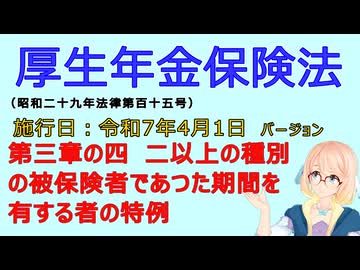 厚生年金保険法
(昭和二十九年法律第百十五号)
施行日：令和7年4月1日 バージョン
第三章の四 二以上の種別
の被保険者であつた期間を
有する者の特例